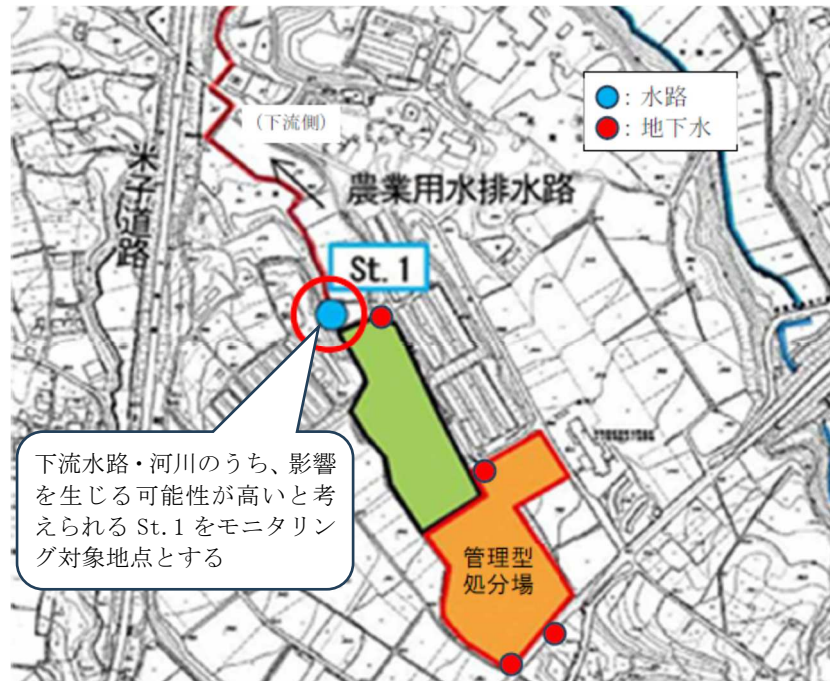 ●: 水路
●: 地下水
(下流側)
米子道路
農業用水排水路
St. 1
下流水路・河川のうち、影響
を生じる可能性が高いと考
えられる St. 1 をモニタリン
グ対象地点とする
管理型
処分場